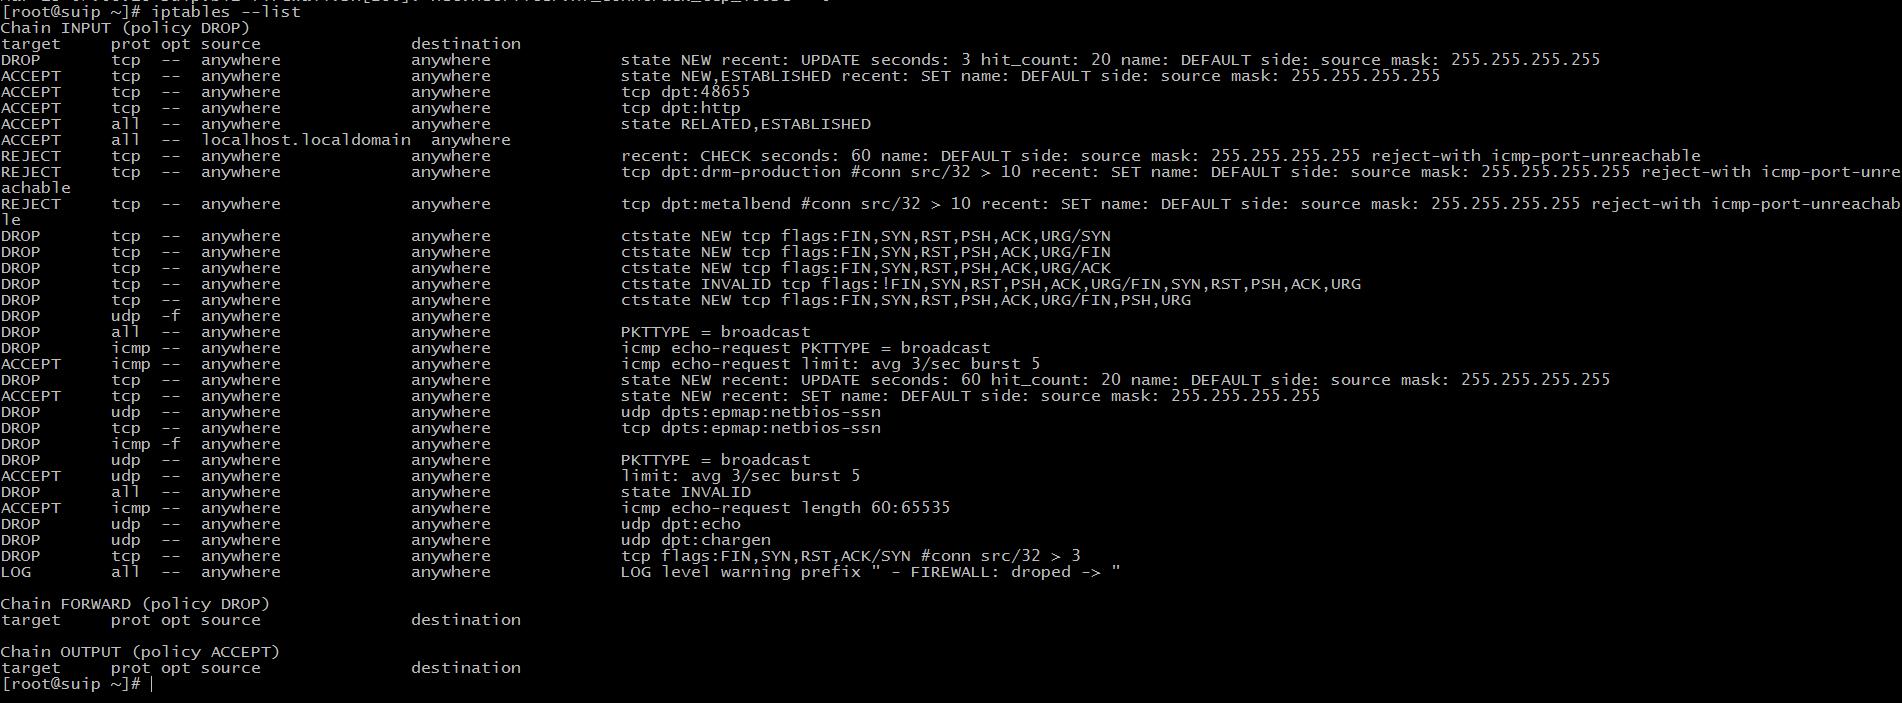 [root@suip ~]# iptables --list
Chain INPUT (policy DROP)
target     prot opt source               destination
DROP       tcp  --  anywhere             anywhere             state NEW recent: UPDATE seconds: 3 hit_count: 20 name: DEFAULT side: source mask: 255.255.255.255
ACCEPT     tcp  --  anywhere             anywhere             state NEW,ESTABLISHED recent: SET name: DEFAULT side: source mask: 255.255.255.255
ACCEPT     tcp  --  anywhere             anywhere             tcp dpt:48655
ACCEPT     tcp  --  anywhere             anywhere             tcp dpt:http
ACCEPT     all  --  anywhere             anywhere             state RELATED,ESTABLISHED
ACCEPT     all  --  localhost.localdomain  anywhere
REJECT     tcp  --  anywhere             anywhere             recent: CHECK seconds: 60 name: DEFAULT side: source mask: 255.255.255.255 reject-with icmp-port-unreachable
REJECT     tcp  --  anywhere             anywhere             tcp dpt:drm-production #conn src/32 > 10 recent: SET name: DEFAULT side: source mask: 255.255.255.255 reject-with icmp-port-unre
achable
REJECT     tcp  --  anywhere             anywhere             tcp dpt:metalbend #conn src/32 > 10 recent: SET name: DEFAULT side: source mask: 255.255.255.255 reject-with icmp-port-unreachab
le
DROP       tcp  --  anywhere             anywhere             ctstate NEW tcp flags:FIN,SYN,RST,PSH,ACK,URG/SYN
DROP       tcp  --  anywhere             anywhere             ctstate NEW tcp flags:FIN,SYN,RST,PSH,ACK,URG/FIN
DROP       tcp  --  anywhere             anywhere             ctstate NEW tcp flags:FIN,SYN,RST,PSH,ACK,URG/ACK
DROP       tcp  --  anywhere             anywhere             ctstate INVALID tcp flags:!FIN,SYN,RST,PSH,ACK,URG/FIN,SYN,RST,PSH,ACK,URG
DROP       tcp  --  anywhere             anywhere             ctstate NEW tcp flags:FIN,SYN,RST,PSH,ACK,URG/FIN,PSH,URG
DROP       udp  -f  anywhere             anywhere
DROP       all  --  anywhere             anywhere             PKTTYPE = broadcast
DROP       icmp --  anywhere             anywhere             icmp echo-request PKTTYPE = broadcast
ACCEPT     icmp --  anywhere             anywhere             icmp echo-request limit: avg 3/sec burst 5
DROP       tcp  --  anywhere             anywhere             state NEW recent: UPDATE seconds: 60 hit_count: 20 name: DEFAULT side: source mask: 255.255.255.255
ACCEPT     tcp  --  anywhere             anywhere             state NEW recent: SET name: DEFAULT side: source mask: 255.255.255.255
DROP       udp  --  anywhere             anywhere             udp dpts:epmap:netbios-ssn
DROP       tcp  --  anywhere             anywhere             tcp dpts:epmap:netbios-ssn
DROP       icmp -f  anywhere             anywhere
DROP       udp  --  anywhere             anywhere             PKTTYPE = broadcast
ACCEPT     udp  --  anywhere             anywhere             limit: avg 3/sec burst 5
DROP       all  --  anywhere             anywhere             state INVALID
ACCEPT     icmp --  anywhere             anywhere             icmp echo-request length 60:65535
DROP       udp  --  anywhere             anywhere             udp dpt:echo
DROP       udp  --  anywhere             anywhere             udp dpt:chargen
DROP       tcp  --  anywhere             anywhere             tcp flags:FIN,SYN,RST,ACK/SYN #conn src/32 > 3
LOG        all  --  anywhere             anywhere             LOG level warning prefix " - FIREWALL: droped -> "
Chain FORWARD (policy DROP)
target     prot opt source               destination
Chain OUTPUT (policy ACCEPT)
target     prot opt source               destination
[root@suip ~]#